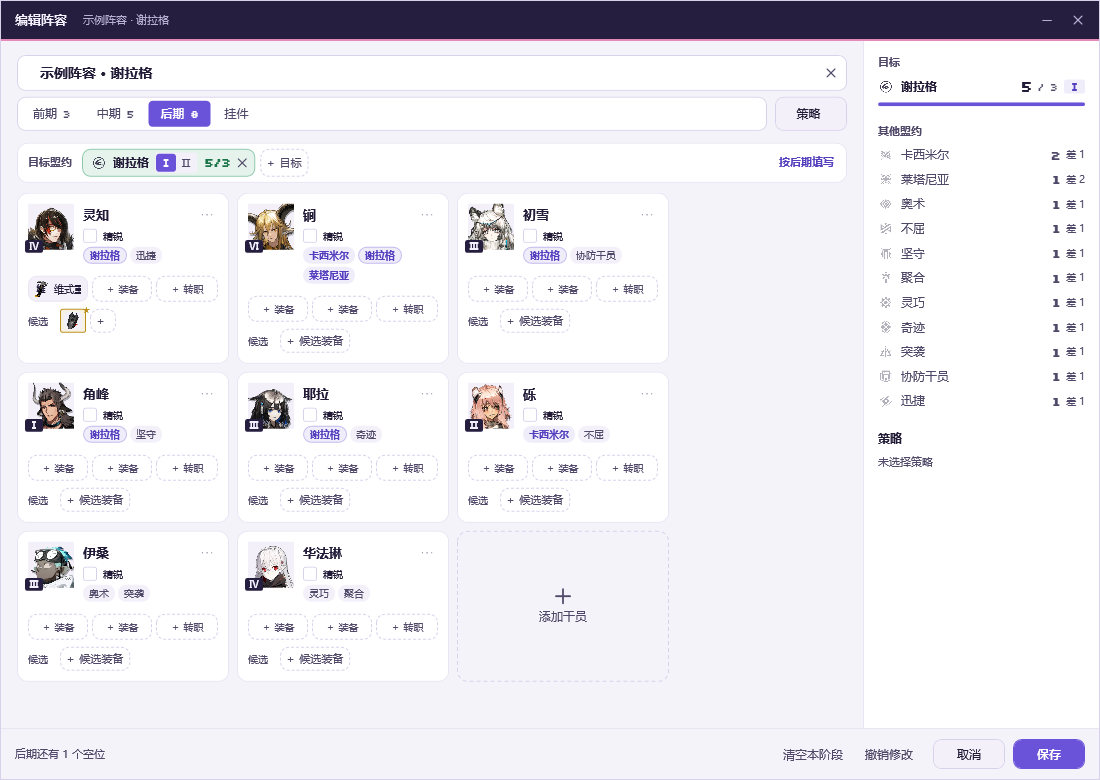 编辑阵容 示例阵容 · 谢拉格
示例阵容 • 谢拉格
前期 3 中期 5 后期 8 挂件 策略
目标盟约 谢拉格 I II 5/3 + 目标 按后期填写
灵知
精锐
谢拉格 迅捷
IV
+ 装备 + 转职
候选 +
锏
精锐
卡西米尔 谢拉格
莱塔尼亚
VI
+ 装备 + 装备 + 转职
候选 + 候选装备
初雪
精锐
谢拉格 协防干员
III
+ 装备 + 装备 + 转职
候选 + 候选装备
角峰
精锐
谢拉格 坚守
I
+ 装备 + 装备 + 转职
候选 + 候选装备
耶拉
精锐
谢拉格 奇迹
III
+ 装备 + 装备 + 转职
候选 + 候选装备
砾
精锐
卡西米尔 不屈
II
+ 装备 + 装备 + 转职
候选 + 候选装备
伊桑
精锐
奥术 突袭
III
+ 装备 + 装备 + 转职
候选 + 候选装备
华法琳
精锐
灵巧 聚合
IV
+ 装备 + 装备 + 转职
候选 + 候选装备
添加干员
目标
谢拉格 5 / 3 I
其他盟约
卡西米尔 2 差1
莱塔尼亚 1 差2
奥术 1 差1
不屈 1 差1
坚守 1 差1
聚合 1 差1
灵巧 1 差1
奇迹 1 差1
突袭 1 差1
协防干员 1 差1
迅捷 1 差1
策略
未选择策略
后期还有 1 个空位 清空本阶段 撤销修改 取消 保存